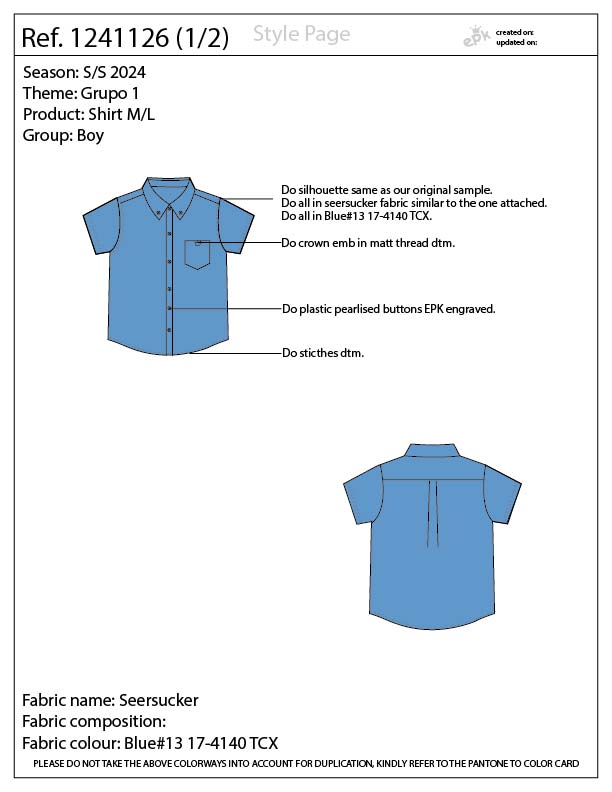 Ref. 1241126 (1/2)
Style Page
epk
created on:
updated on:
Season: S/S 2024
Theme: Grupo 1
Product: Shirt M/L
Group: Boy
Do silhouette same as our original sample.
Do all in seersucker fabric similar to the one attached.
Do all in Blue#13 17-4140 TCX.
Do crown emb in matt thread dtm.
Do plastic pearlised buttons EPK engraved.
Do sticthes dtm.
Fabric name: Seersucker
Fabric composition:
Fabric colour: Blue#13 17-4140 TCX
PLEASE DO NOT TAKE THE ABOVE COLORWAYS INTO ACCOUNT FOR DUPLICATION, KINDLY REFER TO THE PANTONE TO COLOR CARD